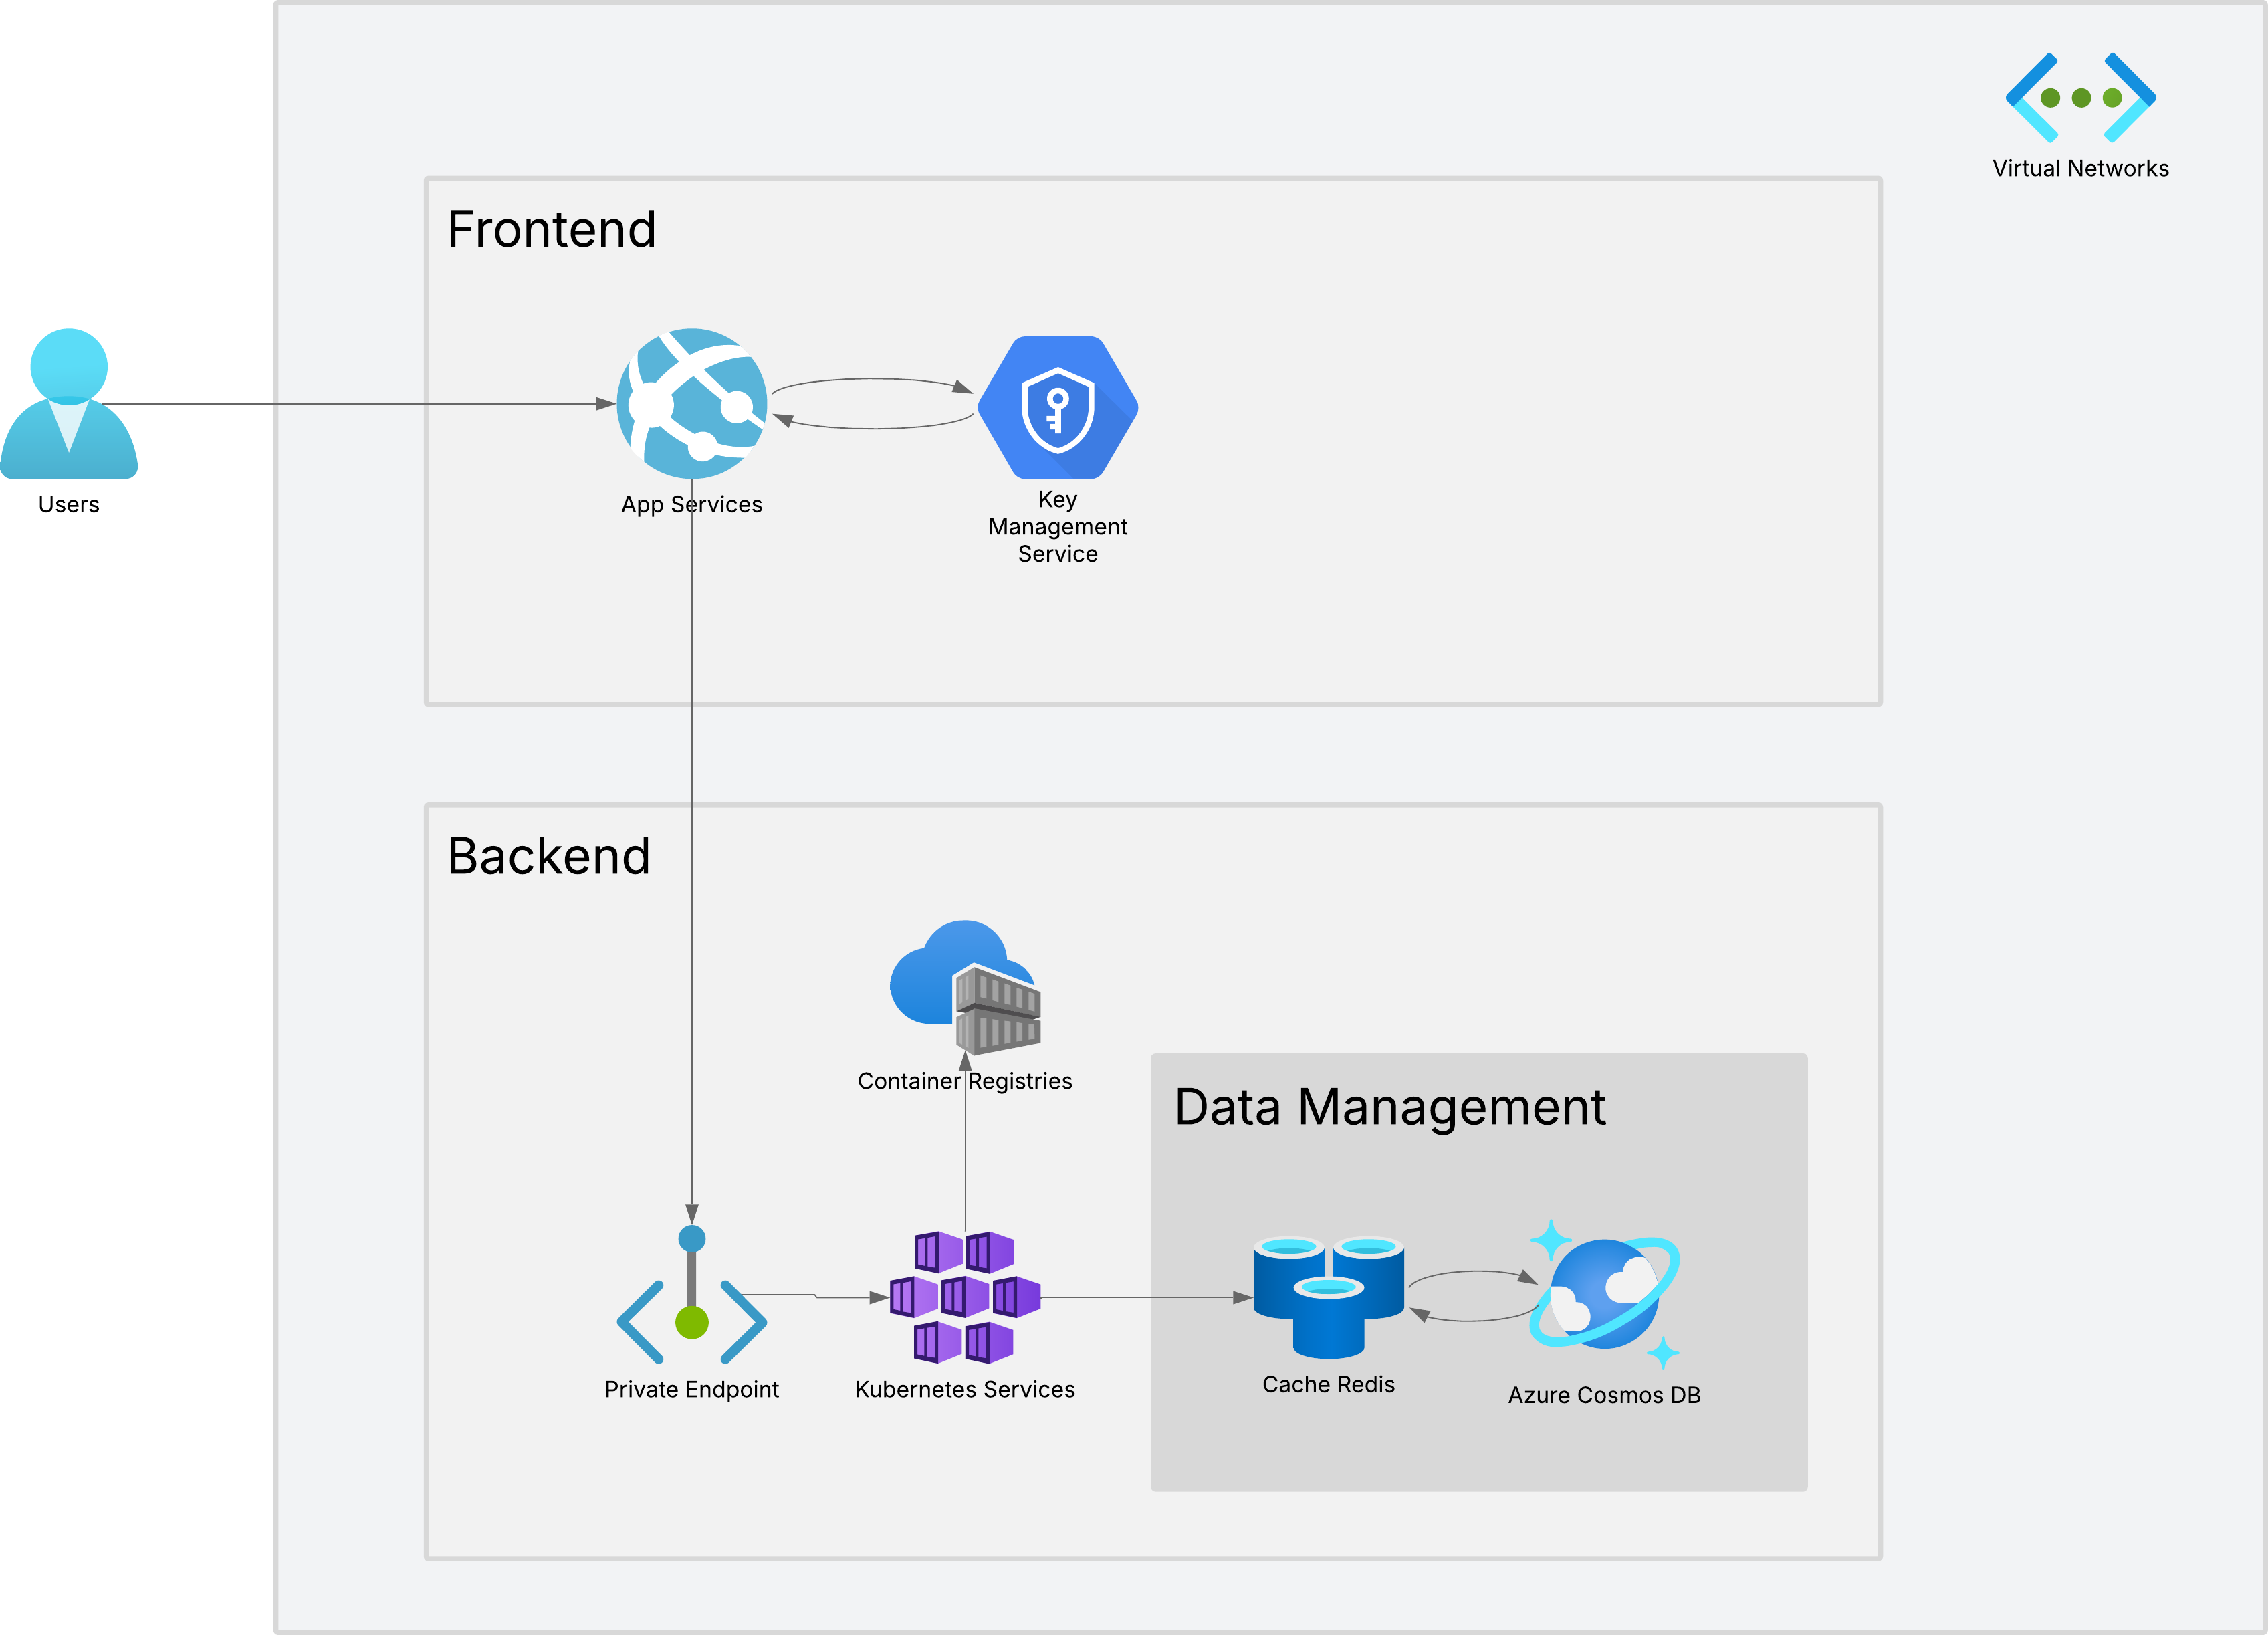 Virtual Networks
Frontend
Users
App Services
Key
Management
Service
Backend
Container Registries
Data Management
Private Endpoint
Kubernetes Services
Cache Redis
Azure Cosmos DB